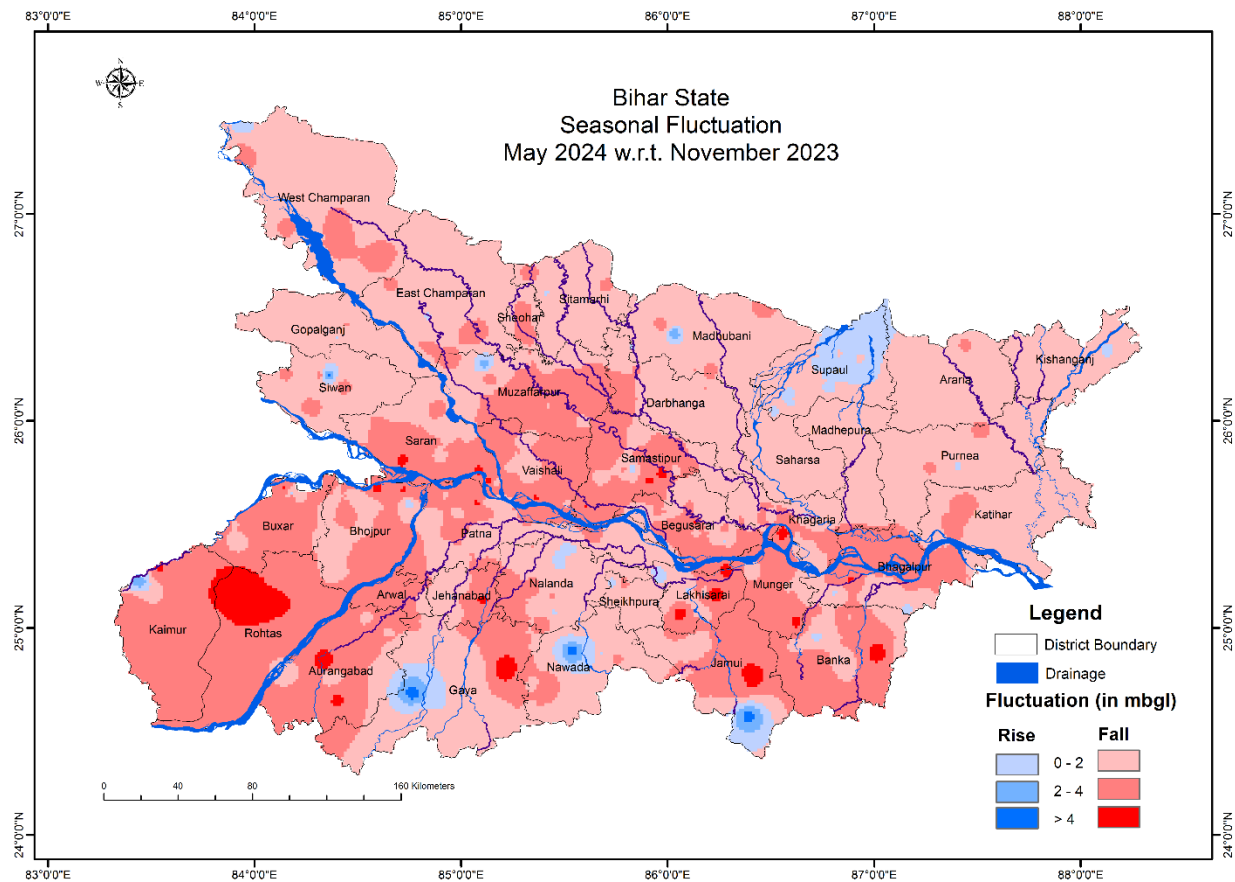 83°0'0"E 84°0'0"E 85°0'0"E 86°0'0"E 87°0'0"E 88°0'0"E
N
W E
S
Bihar State
Seasonal Fluctuation
May 2024 w.r.t. November 2023
27°0'0"N 27°0'0"N
26°0'0"N 26°0'0"N
25°0'0"N 25°0'0"N
24°0'0"N 24°0'0"N
West Champaran
East Champaran
Sitamarhi
Sheohar
Gopalganj
Madhubani
Kishanganj
Supaul
Araria
Siwan
Muzaffarpur
Darbhanga
Madhepura
Saran
Samastipur
Saharsa
Purnea
Vaishali
Buxar
Bhojpur
Patna
Begusarai
Khagaria
Katihar
Bhagalpur
Nalanda
Munger
Arwal
Jehanabad
Sheikhpura
Lakhisarai
Kaimur
Rohtas
Aurangabad
Gaya
Nawada
Jamui
Banka
Legend
District Boundary
Drainage
Fluctuation (in mbgl)
Rise Fall
0 - 2
2 - 4
> 4
0 40 80 160 Kilometers
83°0'0"E 84°0'0"E 85°0'0"E 86°0'0"E 87°0'0"E 88°0'0"E